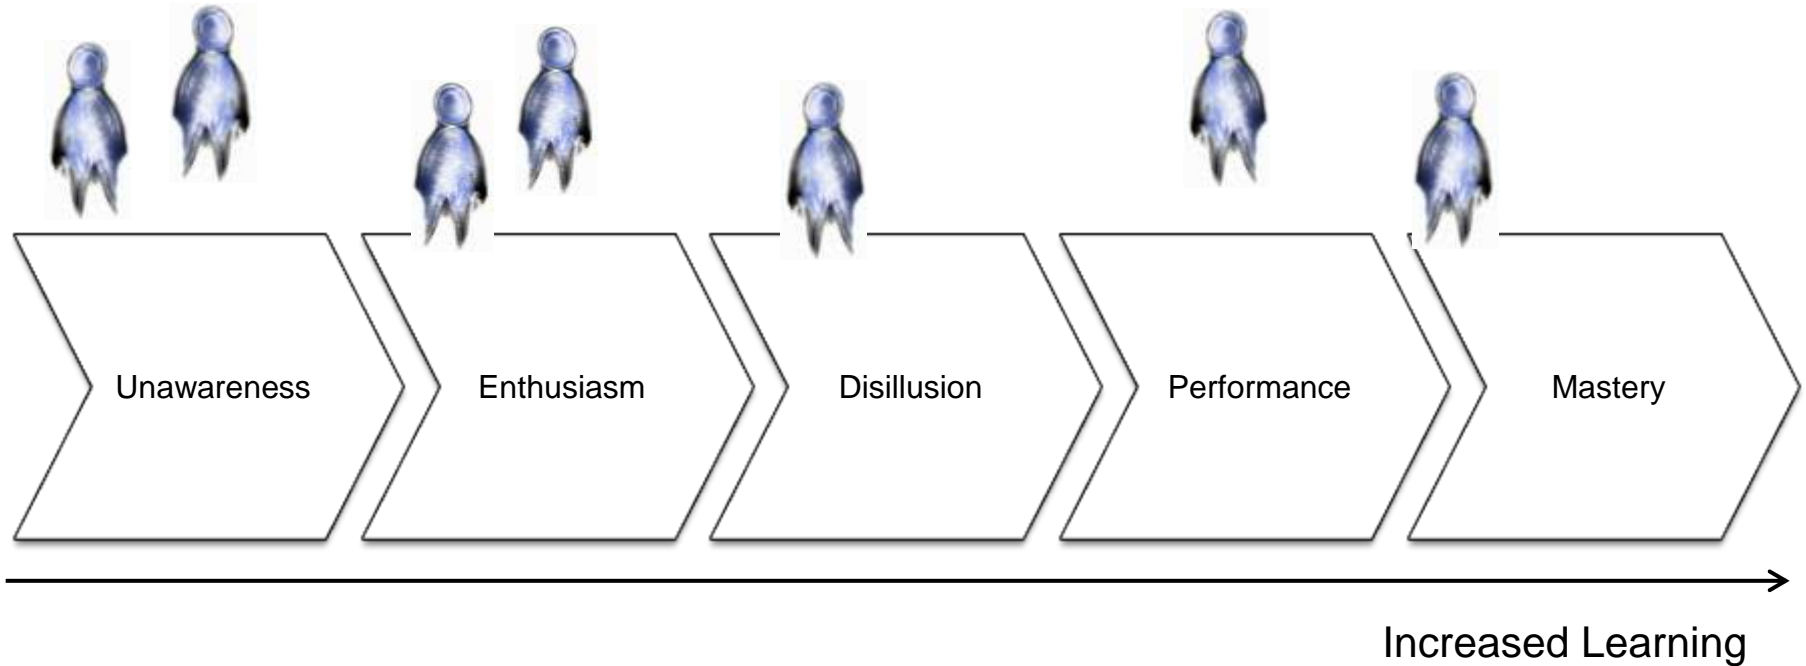 Unawareness
Enthusiasm
Disillusion
Performance
Mastery
Increased Learning